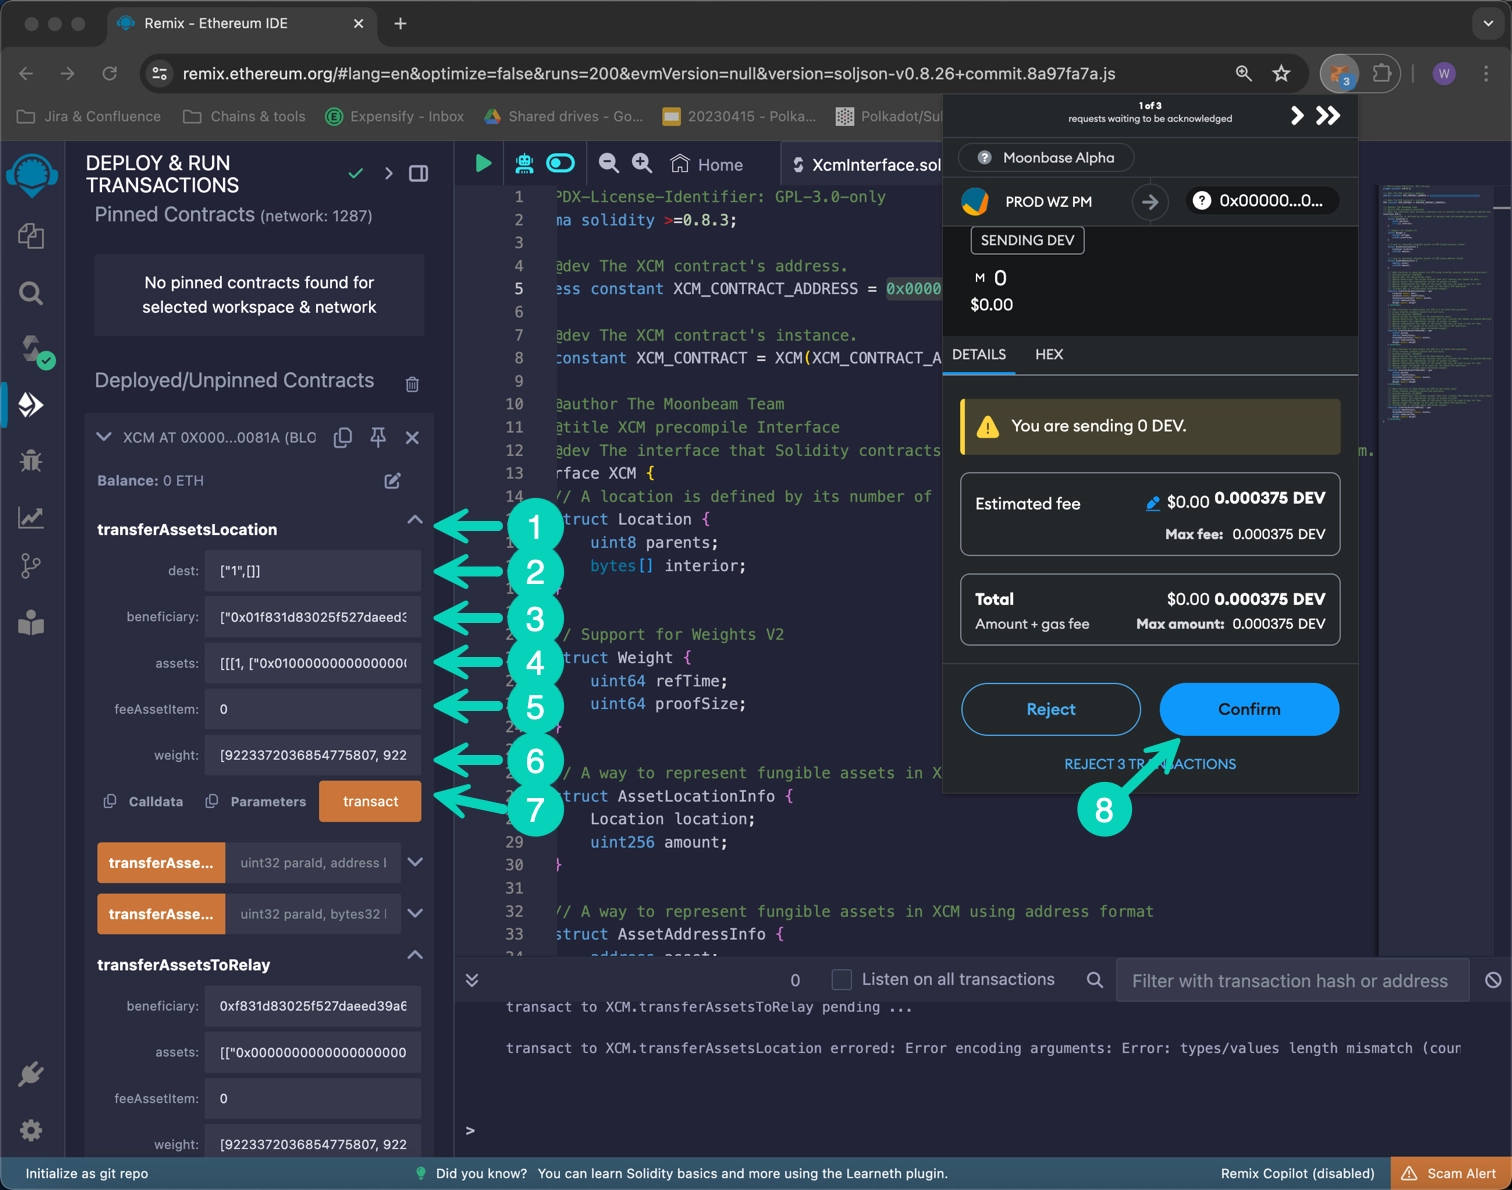 Remix - Ethereum IDE
remix.ethereum.org/#lang=en&optimize=false&runs=200&evmVersion=null&version=soljson-v0.8.26+commit.8a97fa7a.js
3
W
Jira & Confluence
Chains & tools
Expensify - Inbox
Shared drives - Go...
20230415 - Polka...
Polkadot/Su
DEPLOY & RUN
TRANSACTIONS
Pinned Contracts (network: 1287)
No pinned contracts found for
selected workspace & network
Deployed/Unpinned Contracts
XCM AT 0X000...0081A (BLO
Balance: 0 ETH
transferAssetsLocation
dest: ["1",[]]
beneficiary: ["0x01f831d83025f527daeed3
assets: [[[1, ["0x0100000000000000
feeAssetItem: 0
weight: [9223372036854775807, 922
Calldata
Parameters
transact
transferAsse...
uint32 paraId, address
transferAsse...
uint32 paraId, bytes32
transferAssetsToRelay
beneficiary: 0xf831d83025f527daeed39a6
assets: [["0x0000000000000000000
feeAssetItem: 0
weight: [9223372036854775807, 922
1
2
3
4
5
6
7
Home
XcmInterface.sol
1 PDX-License-Identifier: GPL-3.0-only
2 ma solidity >=0.8.3;
3
4 @dev The XCM contract's address.
5 ess constant XCM_CONTRACT_ADDRESS = 0x0000
6
7 @dev The XCM contract's instance.
8 constant XCM_CONTRACT = XCM(XCM_CONTRACT_A
9
10 @author The Moonbeam Team
11 @title XCM precompile Interface
12 @dev The interface that Solidity contracts m.
13 rface XCM {
14 // A location is defined by its number of
truct Location {
uint8 parents;
bytes[] interior;
/ Support for Weights V2
truct Weight {
uint64 refTime;
uint64 proofSize;
}
/ A way to represent fungible assets in X
truct AssetLocationInfo {
Location location;
29 uint256 amount;
30 }
31
32 // A way to represent fungible assets in XCM using address format
33 struct AssetAddressInfo {
34 address asset;
1 of 3
requests waiting to be acknowledged
Moonbase Alpha
PROD WZ PM
0x00000...0...
SENDING DEV
M 0
$0.00
DETAILS
HEX
You are sending 0 DEV.
Estimated fee $0.00 0.000375 DEV
Max fee: 0.000375 DEV
Total $0.00 0.000375 DEV
Amount + gas fee Max amount: 0.000375 DEV
Reject
Confirm
REJECT 3 TRANSACTIONS
8
0
Listen on all transactions
Filter with transaction hash or address
transact to XCM.transferAssetsToRelay pending ...
transact to XCM.transferAssetsLocation errored: Error encoding arguments: Error: types/values length mismatch (cour
>
Initialize as git repo
Did you know? You can learn Solidity basics and more using the Learneth plugin.
Remix Copilot (disabled)
Scam Alert